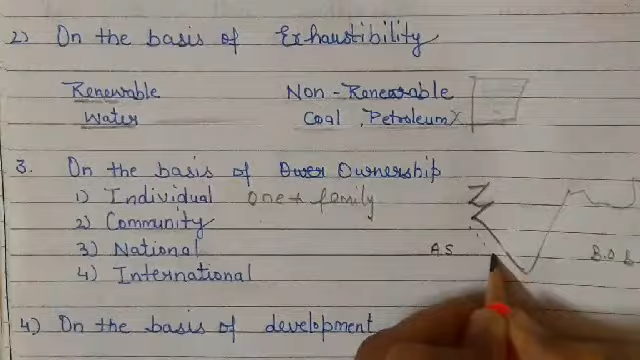 2) On the basis of Exhaustibility
Renewable Non-Renewable
Water Coal, Petroleum X
3. On the basis of Ower Ownership
1) Individual One + family
2) Community
3) National A S B.O.B
4) International
4) On the basis of development